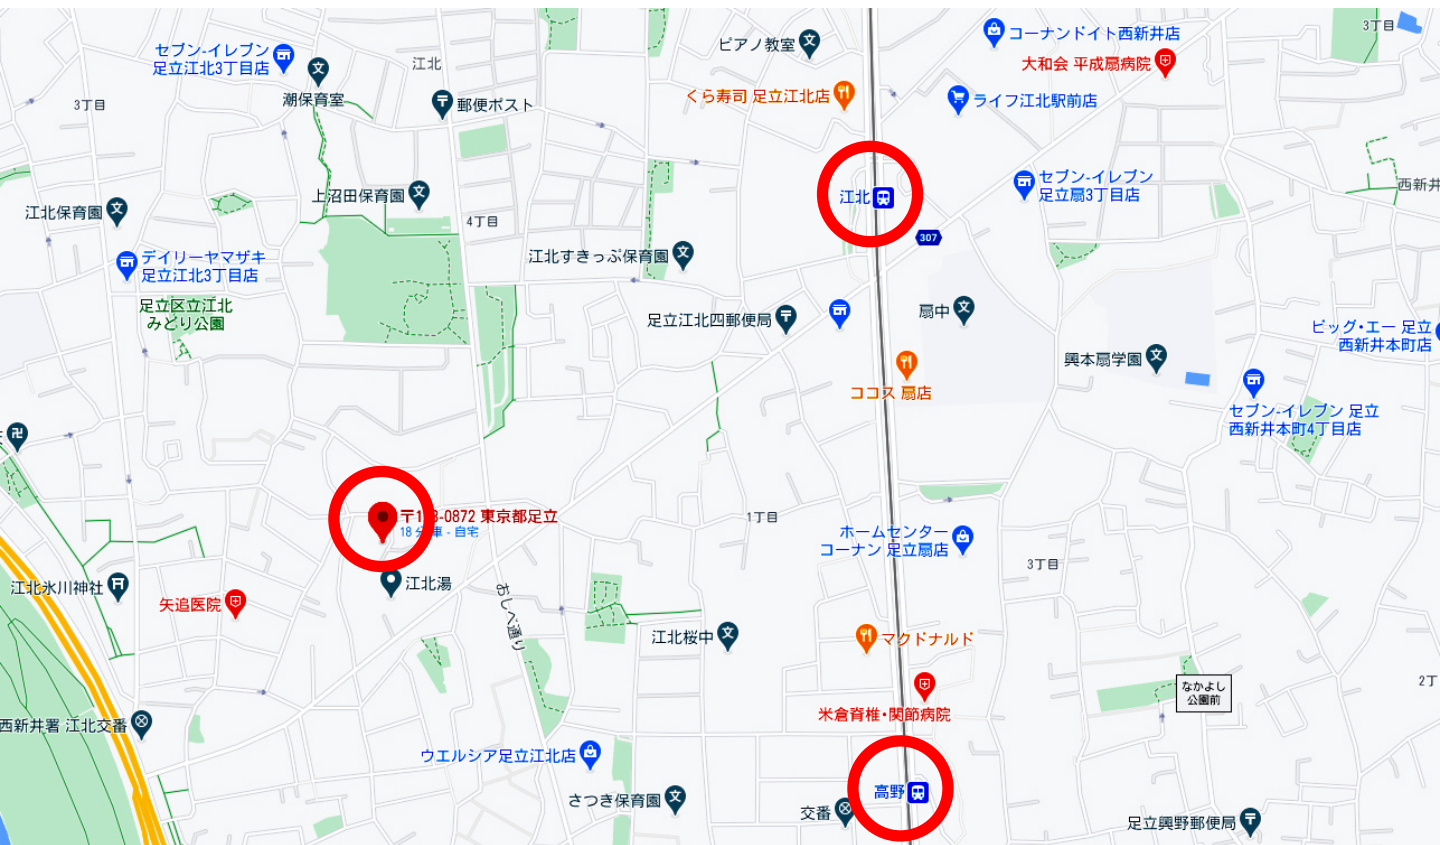 セブン-イレブン
足立江北3丁目店
潮保育室
江北
ピアノ教室
コーナンドイト西新井店
3丁目
大和会 平成扇病院
3丁目
郵便ポスト
くら寿司 足立江北店
ライフ江北駅前店
上沼田保育園
江北
セブン-イレブン
足立扇3丁目店
西新井
江北保育園
4丁目
307
デイリーヤマザキ
足立江北3丁目店
江北すきっぷ保育園
足立区立江北
みどり公園
足立江北四郵便局
扇中
ビッグ・エー 足立
西新井本町店
興本扇学園
ココス 扇店
セブン-イレブン 足立
西新井本町4丁目店
卍
〒1 3-0872 東京都足立
18 分 車 - 自宅
1丁目
ホームセンター
コーナン 足立扇店
3丁目
江北氷川神社
江北湯
矢追医院
おしべ通り
江北桜中
マクドナルド
なかよし
公園前
2丁
米倉脊椎・関節病院
西新井署 江北交番
ウエルシア足立江北店
さつき保育園
交番
高野
足立興野郵便局